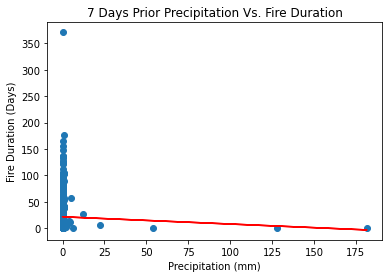 7 Days Prior Precipitation Vs. Fire Duration
Fire Duration (Days)
350
300
250
200
150
100
50
0
0 25 50 75 100 125 150 175
Precipitation (mm)